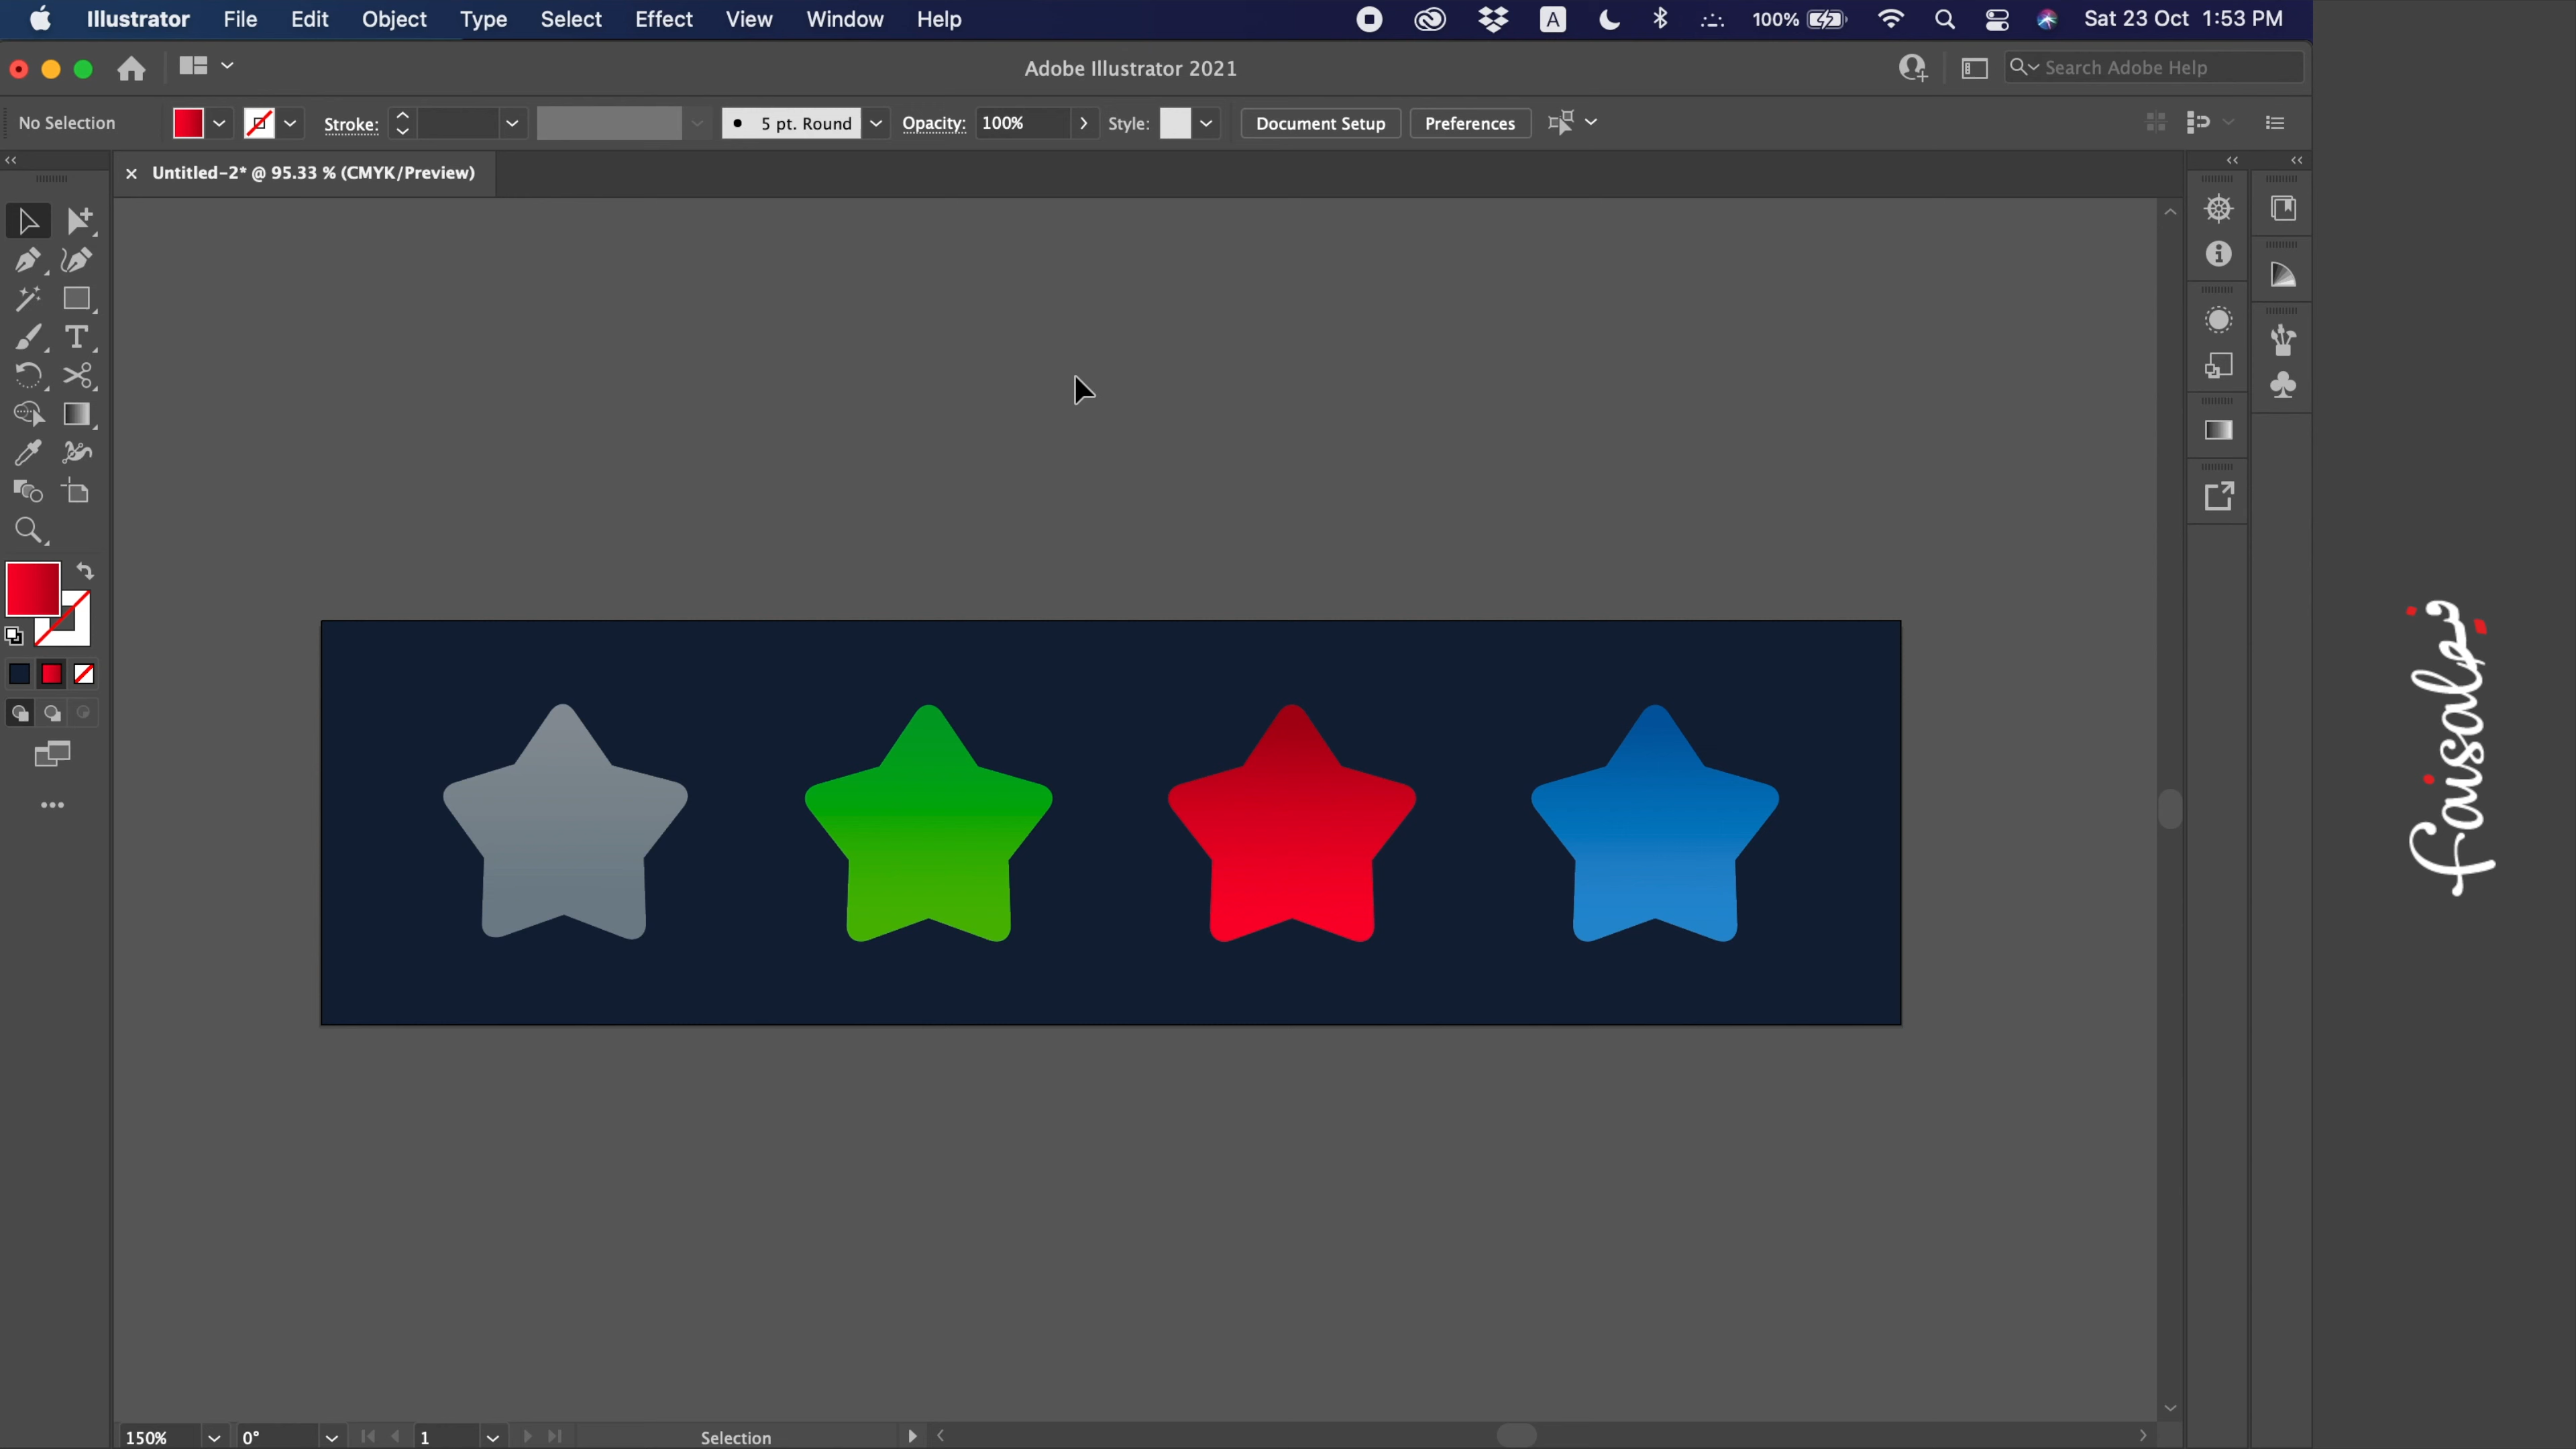 Illustrator File Edit Object Type Select Effect View Window Help
A 100% Sat 23 Oct 1:53 PM
Adobe Illustrator 2021
Search Adobe Help
No Selection Stroke: 5 pt. Round Opacity: 100% Style: Document Setup Preferences
× Untitled-2* @ 95.33 % (CMYK/Preview)
150% 0° 1 Selection